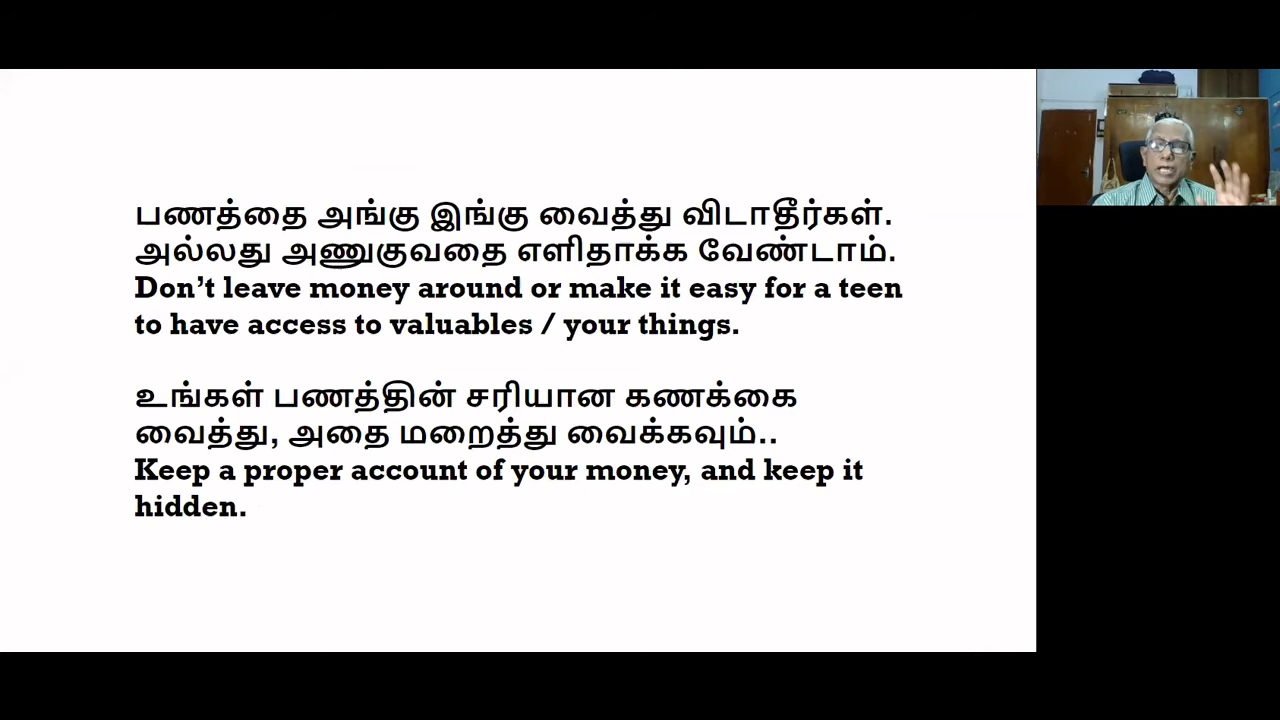 பணத்தை அங்கு இங்கு வைத்து விடாதீர்கள்.
அல்லது அணுகுவதை எளிதாக்க வேண்டாம்.
Don’t leave money around or make it easy for a teen
to have access to valuables / your things.
உங்கள் பணத்தின் சரியான கணக்கை
வைத்து, அதை மறைத்து வைக்கவும்..
Keep a proper account of your money, and keep it
hidden.